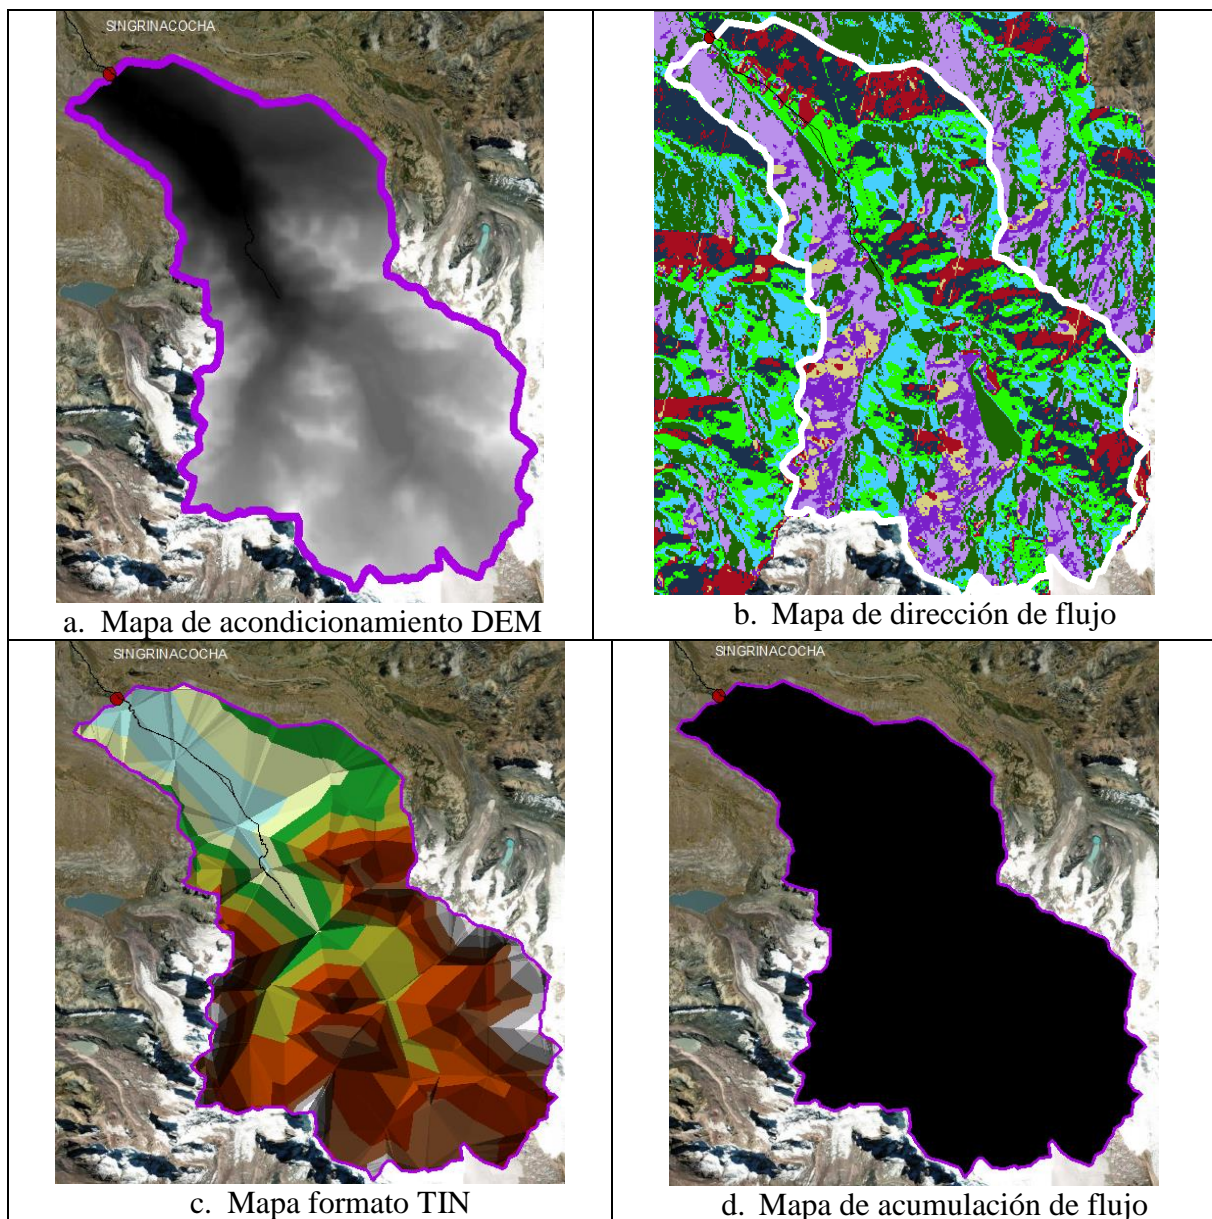 SINGRINACOCHA
a. Mapa de acondicionamiento DEM
b. Mapa de dirección de flujo
SINGRINACOCHA
c. Mapa formato TIN
SINGRINACOCHA
d. Mapa de acumulación de flujo